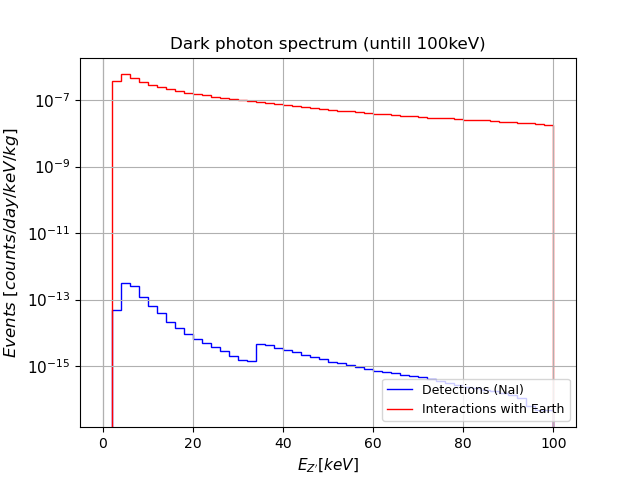 Dark photon spectrum (untill 100keV)
Events [counts/day/keV/kg]
10⁻⁷
10⁻⁹
10⁻¹¹
10⁻¹³
10⁻¹⁵
Detections (NaI)
Interactions with Earth
0 20 40 60 80 100
E_Z' [keV]